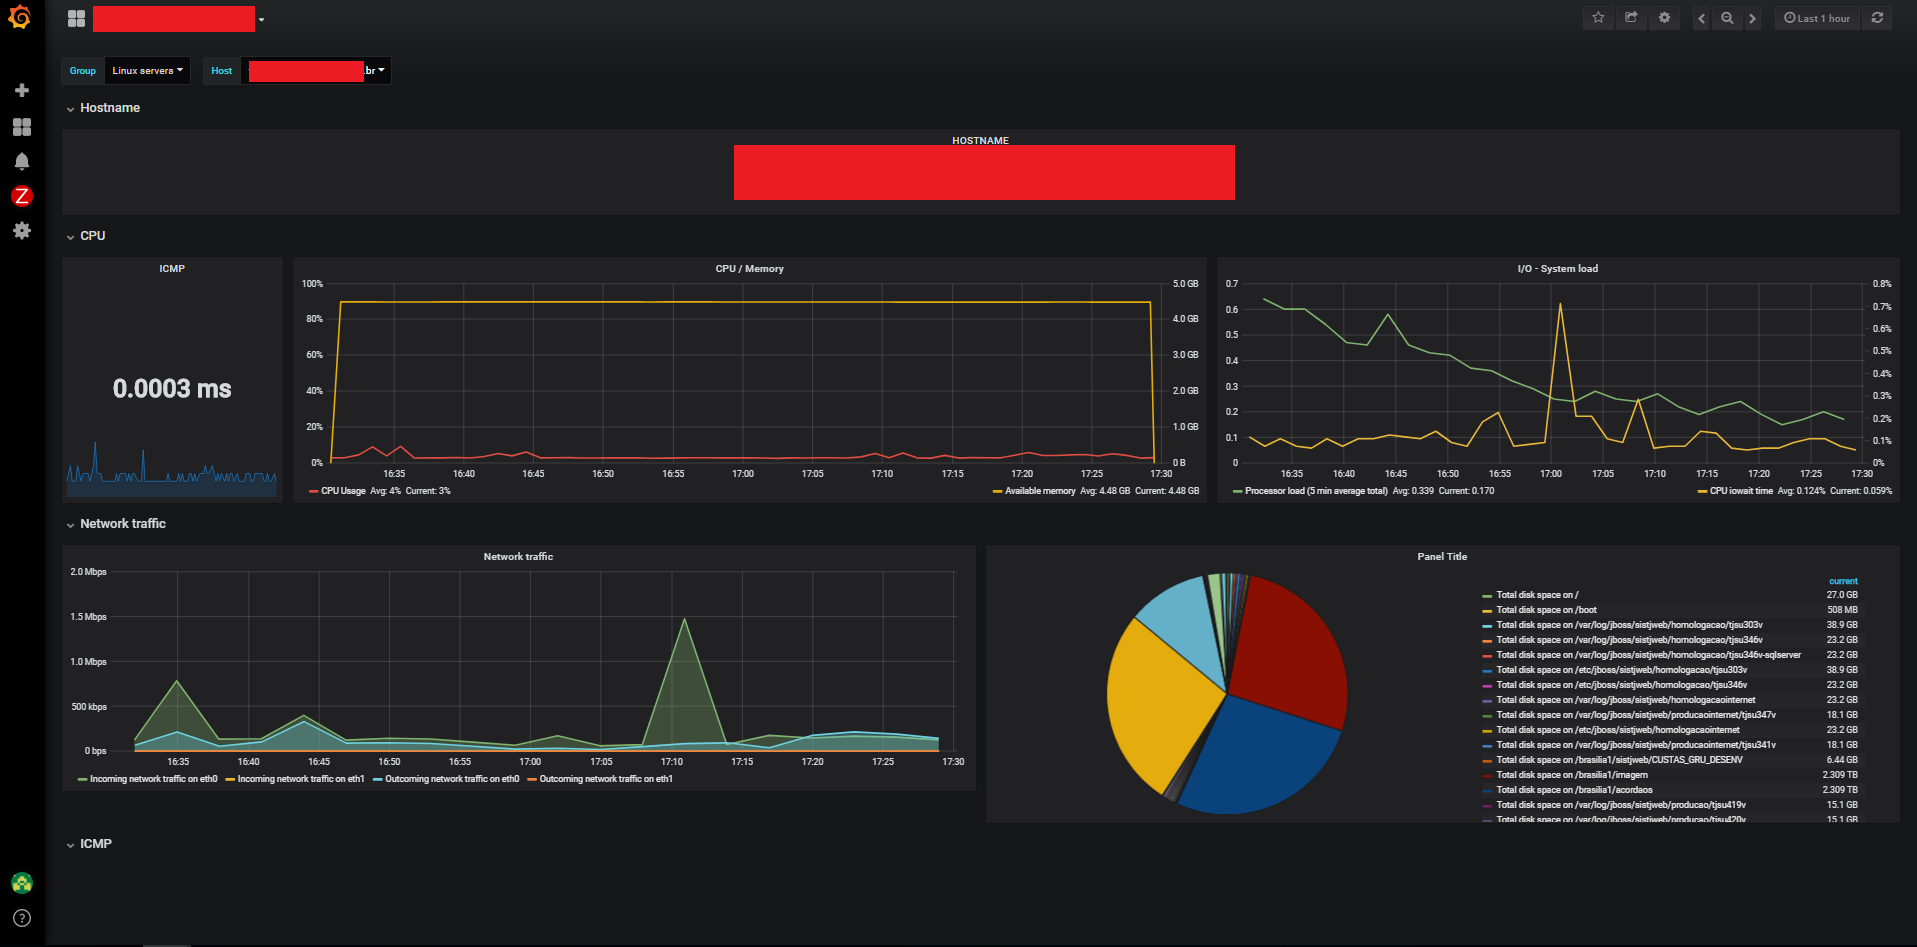 Last 1 hour
Group Linux servers Host .br
Hostname
HOSTNAME
CPU
ICMP
0.0003 ms
CPU / Memory
100%
80%
60%
40%
20%
0%
5.0 GB
4.0 GB
3.0 GB
2.0 GB
1.0 GB
0 B
16:35 16:40 16:45 16:50 16:55 17:00 17:05 17:10 17:15 17:20 17:25 17:30
CPU Usage Avg: 4% Current: 3%
Available memory Avg: 4.48 GB Current: 4.48 GB
I/O - System load
0.7
0.6
0.5
0.4
0.3
0.2
0.1
0
0.8%
0.7%
0.6%
0.5%
0.4%
0.3%
0.2%
0.1%
0%
16:35 16:40 16:45 16:50 16:55 17:00 17:05 17:10 17:15 17:20 17:25 17:30
Processor load (5 min average total) Avg: 0.339 Current: 0.170
CPU iowait time Avg: 0.124% Current: 0.059%
Network traffic
Network traffic
2.0 Mbps
1.5 Mbps
1.0 Mbps
500 kbps
0 bps
16:35 16:40 16:45 16:50 16:55 17:00 17:05 17:10 17:15 17:20 17:25 17:30
Incoming network traffic on eth0 Incoming network traffic on eth1 Outcoming network traffic on eth0 Outcoming network traffic on eth1
Panel Title
current
Total disk space on / 27.0 GB
Total disk space on /boot 508 MB
Total disk space on /var/log/jboss/sistjweb/homologacao/tjsu303v 38.9 GB
Total disk space on /var/log/jboss/sistjweb/homologacao/tjsu346v 23.2 GB
Total disk space on /var/log/jboss/sistjweb/homologacao/tjsu346v-sqlserver 23.2 GB
Total disk space on /etc/jboss/sistjweb/homologacao/tjsu303v 38.9 GB
Total disk space on /etc/jboss/sistjweb/homologacao/tjsu346v 23.2 GB
Total disk space on /var/log/jboss/sistjweb/homologacaointernet 23.2 GB
Total disk space on /var/log/jboss/sistjweb/producaointernet/tjsu347v 18.1 GB
Total disk space on /etc/jboss/sistjweb/homologacaointernet 23.2 GB
Total disk space on /var/log/jboss/sistjweb/producaointernet/tjsu341v 18.1 GB
Total disk space on /brasilia1/sistjweb/CUSTAS_GRU_DESENV 6.44 GB
Total disk space on /brasilia1/imagem 2.309 TB
Total disk space on /brasilia1/acordaos 2.309 TB
Total disk space on /var/log/jboss/sistjweb/producao/tjsu419v 15.1 GB
Total disk space on /var/log/jboss/sistjweb/producao/tjsu420v 15.1 GB
ICMP